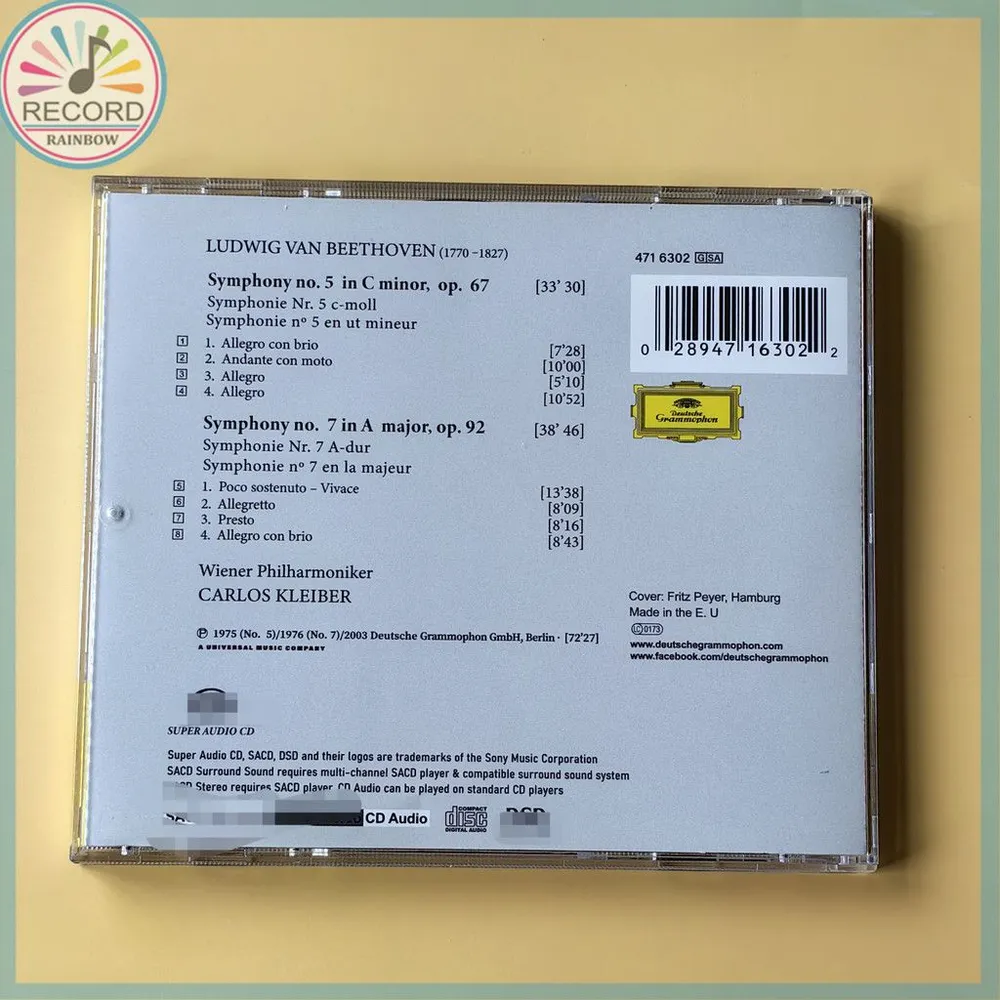 RECORD
RAINBOW
LUDWIG VAN BEETHOVEN (1770 –1827)
Symphony no. 5 in C minor, op. 67 [33' 30]
Symphonie Nr. 5 c-moll
Symphonie nº 5 en ut mineur
1 1. Allegro con brio [7'28]
2 2. Andante con moto [10'00]
3 3. Allegro [5'10]
4 4. Allegro [10'52]
Symphony no. 7 in A major, op. 92 [38' 46]
Symphonie Nr. 7 A-dur
Symphonie nº 7 en la majeur
5 1. Poco sostenuto – Vivace [13'38]
6 2. Allegretto [8'09]
7 3. Presto [8'16]
8 4. Allegro con brio [8'43]
Wiener Philharmoniker
CARLOS KLEIBER
℗ 1975 (No. 5)/1976 (No. 7)/2003 Deutsche Grammophon GmbH, Berlin · [72'27]
A UNIVERSAL MUSIC COMPANY
471 6302 G SA
0 28947 16302 2
Deutsche
Grammophon
Cover: Fritz Peyer, Hamburg
Made in the E. U
LC 0173
www.deutschegrammophon.com
www.facebook.com/deutschegrammophon
SUPER AUDIO CD
Super Audio CD, SACD, DSD and their logos are trademarks of the Sony Music Corporation
SACD Surround Sound requires multi-channel SACD player & compatible surround sound system
Stereo requires SACD player, CD Audio can be played on standard CD players
CD Audio
COMPACT
disc
DIGITAL AUDIO